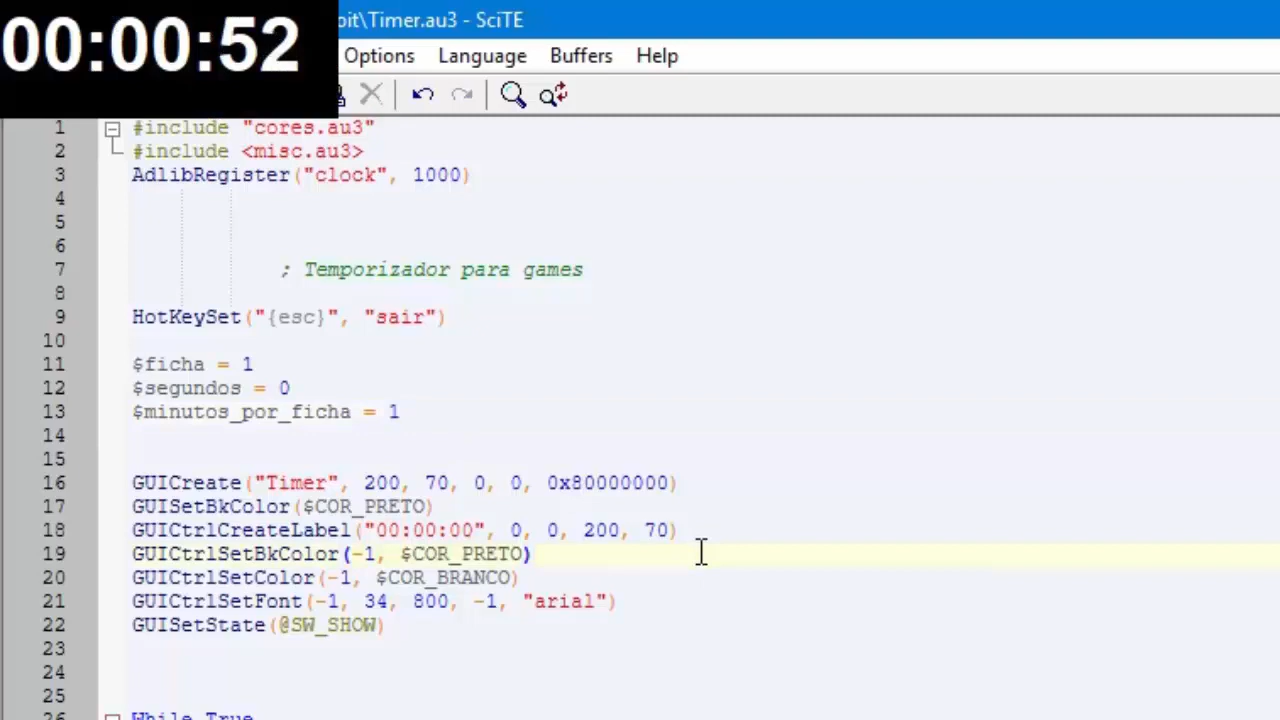 00:00:52
oit\Timer.au3 - SciTE
Options Language Buffers Help
1 #include "cores.au3"
2 #include <misc.au3>
3 AdlibRegister("clock", 1000)
4
5
6
7 ; Temporizador para games
8
9 HotKeySet("{esc}", "sair")
10
11 $ficha = 1
12 $segundos = 0
13 $minutos_por_ficha = 1
14
15
16 GUICreate("Timer", 200, 70, 0, 0, 0x80000000)
17 GUISetBkColor($COR_PRETO)
18 GUICtrlCreateLabel("00:00:00", 0, 0, 200, 70)
19 GUICtrlSetBkColor(-1, $COR_PRETO)
20 GUICtrlSetColor(-1, $COR_BRANCO)
21 GUICtrlSetFont(-1, 34, 800, -1, "arial")
22 GUISetState(@SW_SHOW)
23
24
25
26 While True